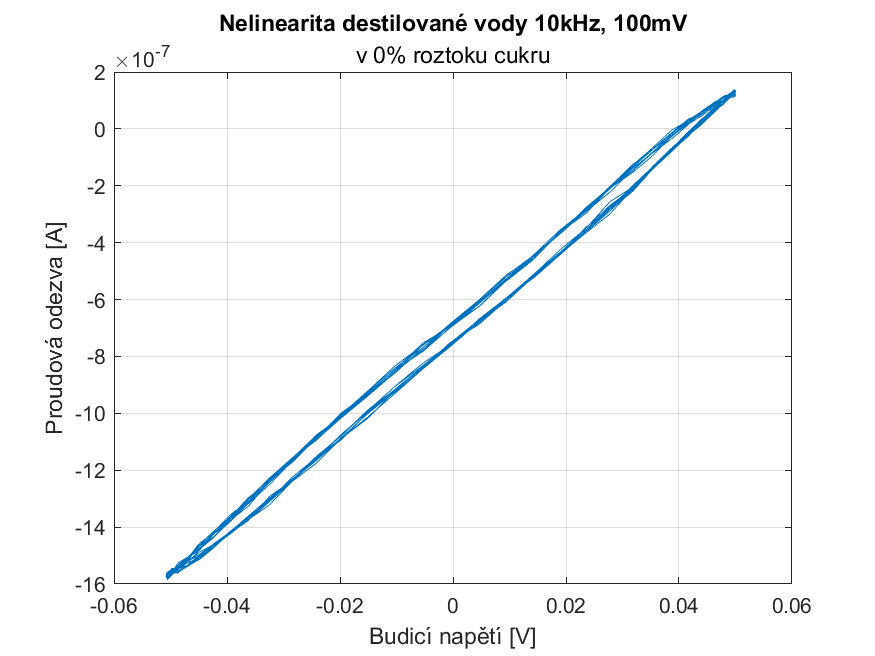 Nelinearita destilované vody 10kHz, 100mV
v 0% roztoku cukru
×10-7
2
0
-2
-4
-6
-8
-10
-12
-14
-16
-0.06 -0.04 -0.02 0 0.02 0.04 0.06
Budicí napětí [V]
Proudová odezva [A]